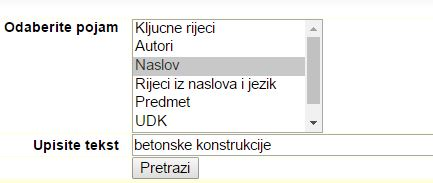 Odaberite pojam
Kljucne rijeci
Autori
Naslov
Rijeci iz naslova i jezik
Predmet
UDK
Upisite tekst betonske konstrukcije
Pretrazi